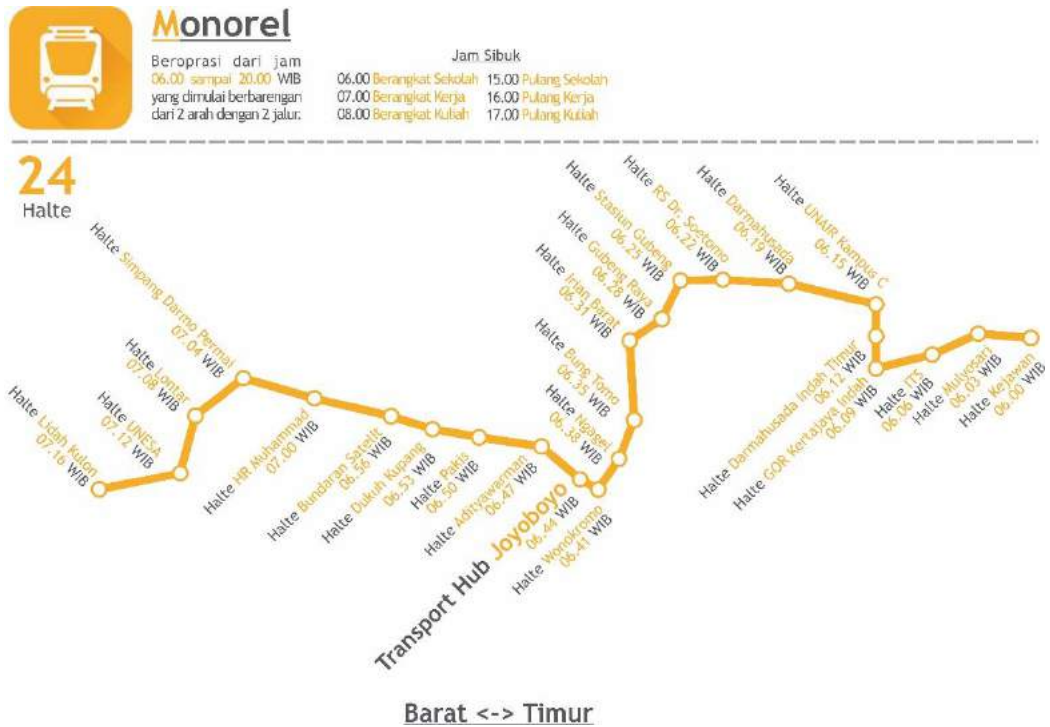 Monorel
Beroprasi dari jam
06.00 sampai 20.00 WIB
yang dimulai berbarengan
dari 2 arah dengan 2 jalur.
Jam Sibuk
06.00 Berangkat Sekolah 15.00 Pulang Sekolah
07.00 Berangkat Kerja 16.00 Pulang Kerja
08.00 Berangkat Kuliah 17.00 Pulang Kuliah
24
Halte
Halte Lidah Kulon
07.16 WIB
Halte UNESA
07.12 WIB
Halte Lontar
07.08 WIB
Halte Simpang Darmo Permai
07.04 WIB
Halte HR Muhammad
07.00 WIB
Halte Bundaran Satelit
06.56 WIB
Halte Dukuh Kupang
06.53 WIB
Halte Pakis
06.50 WIB
Halte Adityawarman
06.47 WIB
Transport Hub Joyoboyo
06.44 WIB
Halte Wonokromo
06.41 WIB
Halte Ngagel
06.38 WIB
Halte Bung Tomo
06.35 WIB
Halte Irian Barat
06.31 WIB
Halte Gubeng Raya
06.28 WIB
Halte Stasiun Gubeng
06.25 WIB
Halte RS Dr. Soetomo
06.22 WIB
Halte Darmahusada
06.19 WIB
Halte UNAIR Kampus C
06.15 WIB
Halte Darmahusada Indah Timur
06.12 WIB
Halte GOR Kertajaya Indah
06.09 WIB
Halte ITS
06.6 WIB
Halte Mulyosari
06.03 WIB
Halte Kejawan
06.00 WIB
Barat <-> Timur